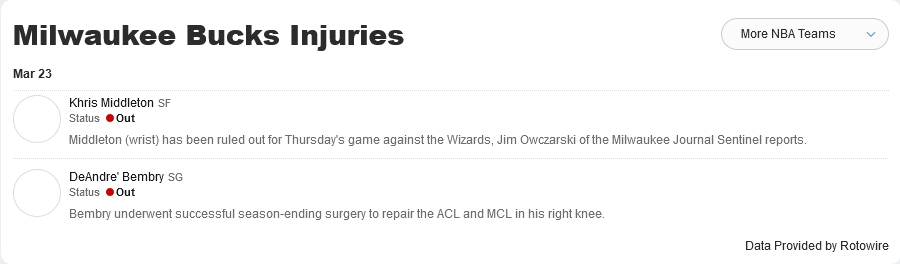 Milwaukee Bucks Injuries
More NBA Teams
Mar 23
Khris Middleton SF
Status Out
Middleton (wrist) has been ruled out for Thursday's game against the Wizards, Jim Owczarski of the Milwaukee Journal Sentinel reports.
DeAndre' Bembry SG
Status Out
Bembry underwent successful season-ending surgery to repair the ACL and MCL in his right knee.
Data Provided by Rotowire